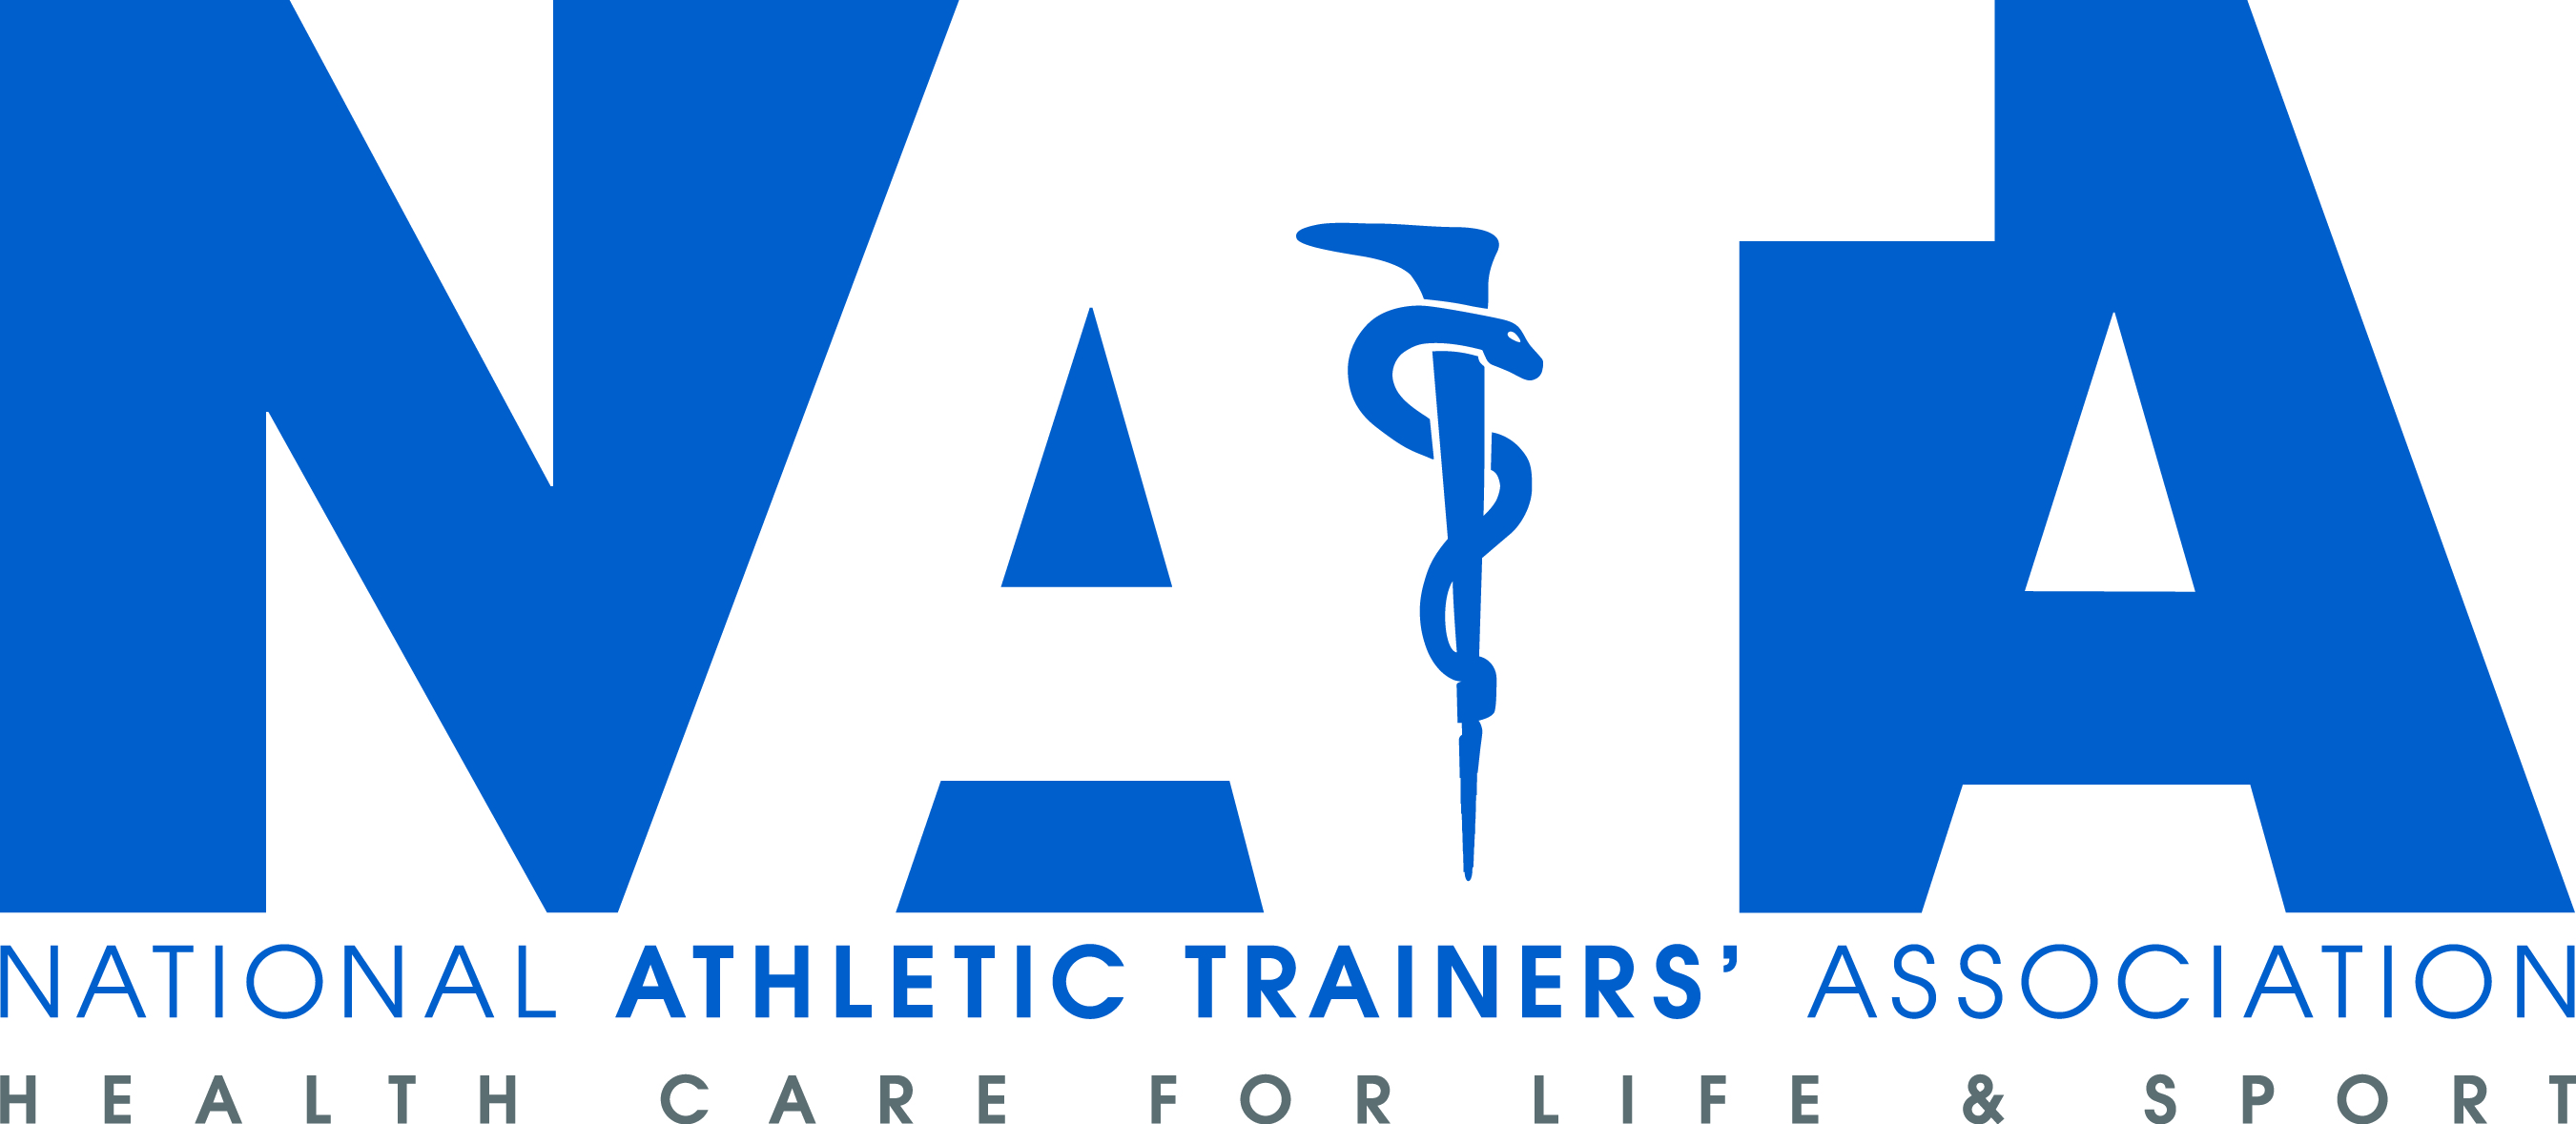 NATA
NATIONAL ATHLETIC TRAINERS’ ASSOCIATION
HEALTH CARE FOR LIFE & SPORT